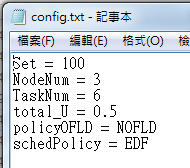 config.txt - 記事本
檔案(F) 編輯(E) 格式(O) 檢
Set = 100
NodeNum = 3
TaskNum = 6
total_U = 0.5
policyOFLD = NOFLD
schedPolicy = EDF